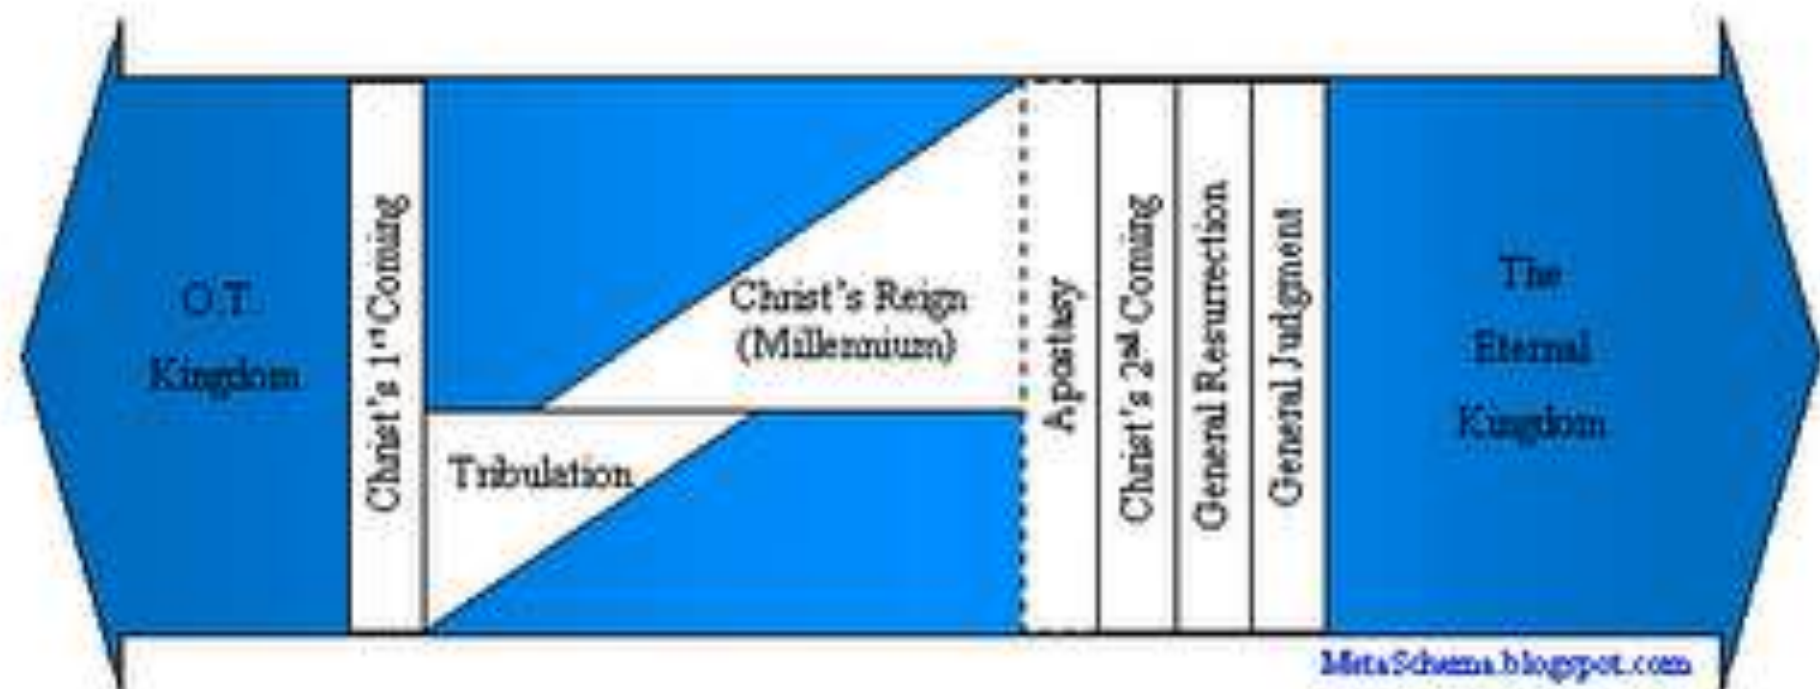 O.T.
Kingdom
Christ's 1st Coming
Tribulation
Christ's Reign
(Millennium)
Apostasy
Christ's 2nd Coming
General Resurrection
General Judgment
The
Eternal
Kingdom
MetaSchema.blogspot.com